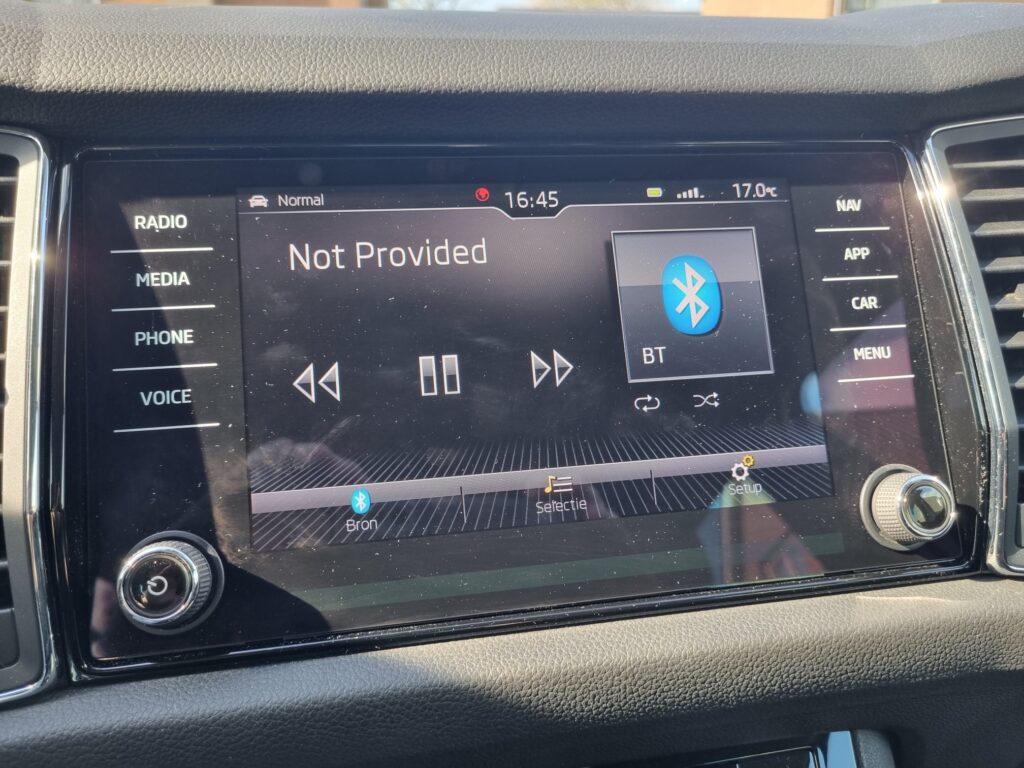 Normal
16:45
17.0°C
RADIO
MEDIA
PHONE
VOICE
Not Provided
BT
Bron
Selectie
Setup
NAV
APP
CAR
MENU